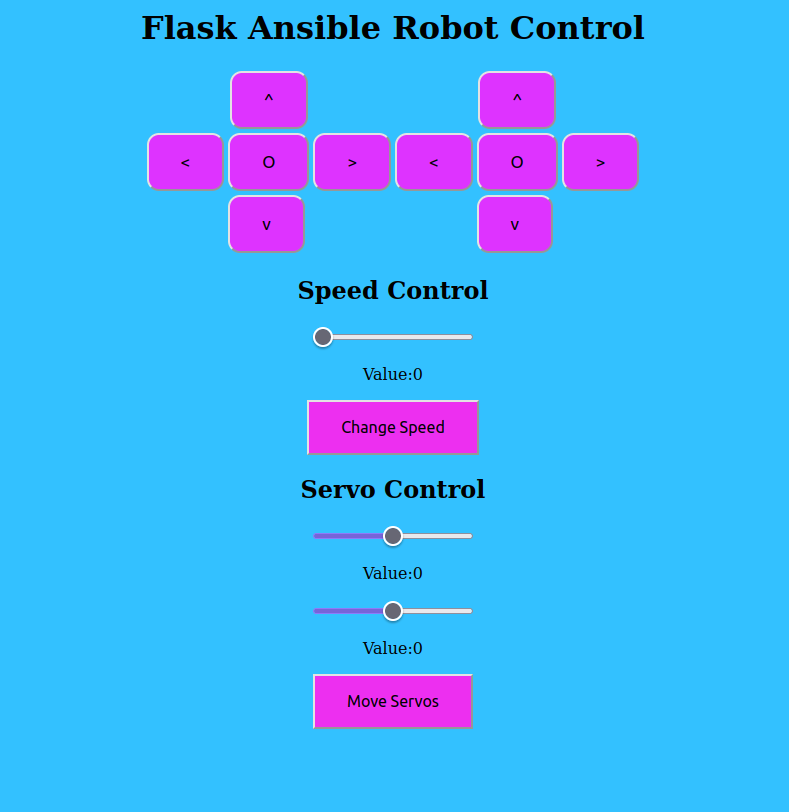 Flask Ansible Robot Control
^ ^
< O > < O >
v v
Speed Control
Value:0
Change Speed
Servo Control
Value:0
Value:0
Move Servos